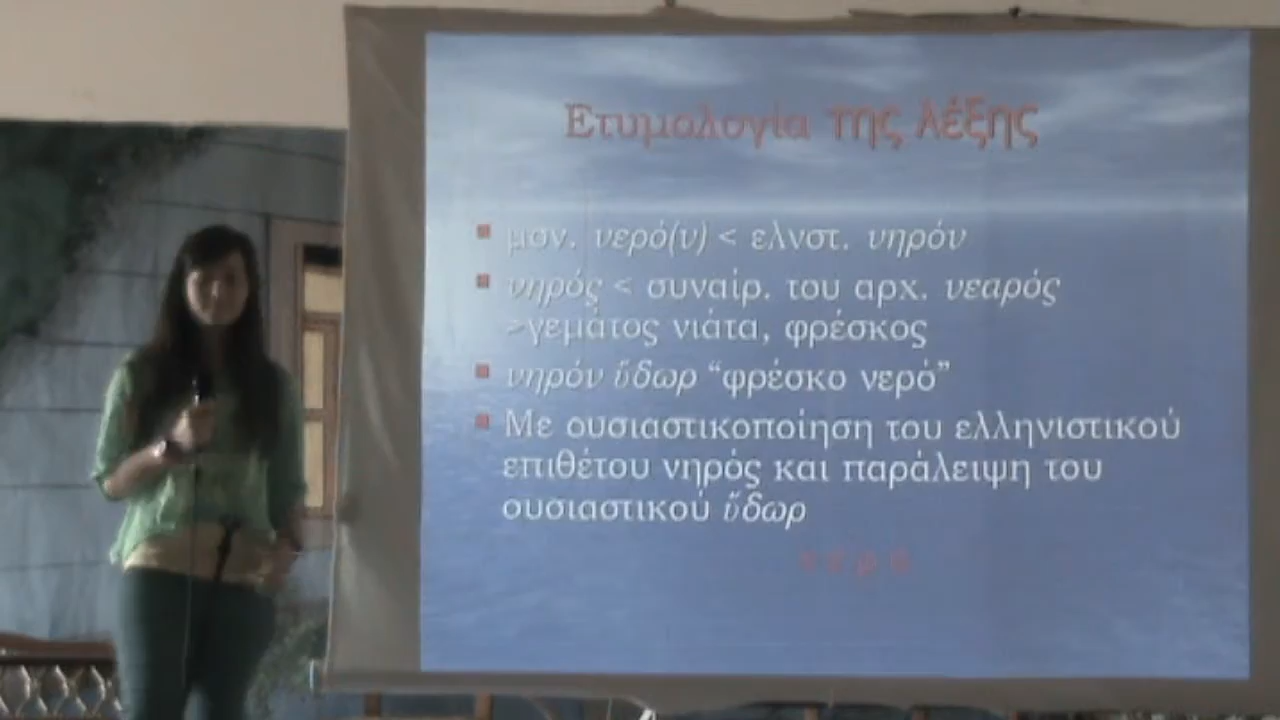 Ετυμολογία της λέξης
μσν. νερό(ν) < ελνστ. νηρόν
νηρός < συναίρ. του αρχ. νεαρός
>γεμάτος νιάτα, φρέσκος
νηρόν ὕδωρ “φρέσκο νερό”
Με ουσιαστικοποίηση του ελληνιστικού
επιθέτου νηρός και παράλειψη του
ουσιαστικού ὕδωρ